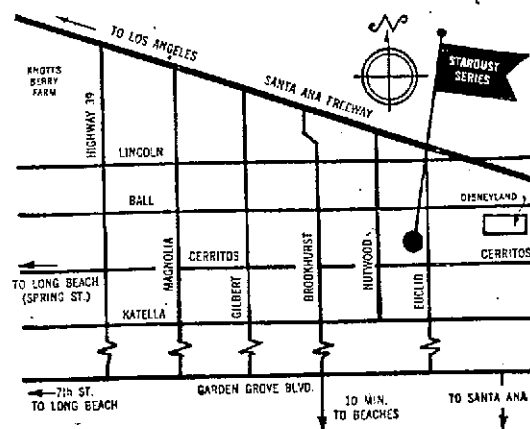 TO LOS ANGELES
N
KNOTTS
BERRY
FARM
SANTA ANA FREEWAY
STARDUST
SERIES
HIGHWAY 39
LINCOLN
BALL
DISNEYLAND
MAGNOLIA
CERRITOS
GILBERT
BROOKHURST
NUTWOOD
EUCLID
CERRITOS
TO LONG BEACH
(SPRING ST.)
KATELLA
7th ST.
TO LONG BEACH
GARDEN GROVE BLVD.
10 MIN.
TO BEACHES
TO SANTA ANA